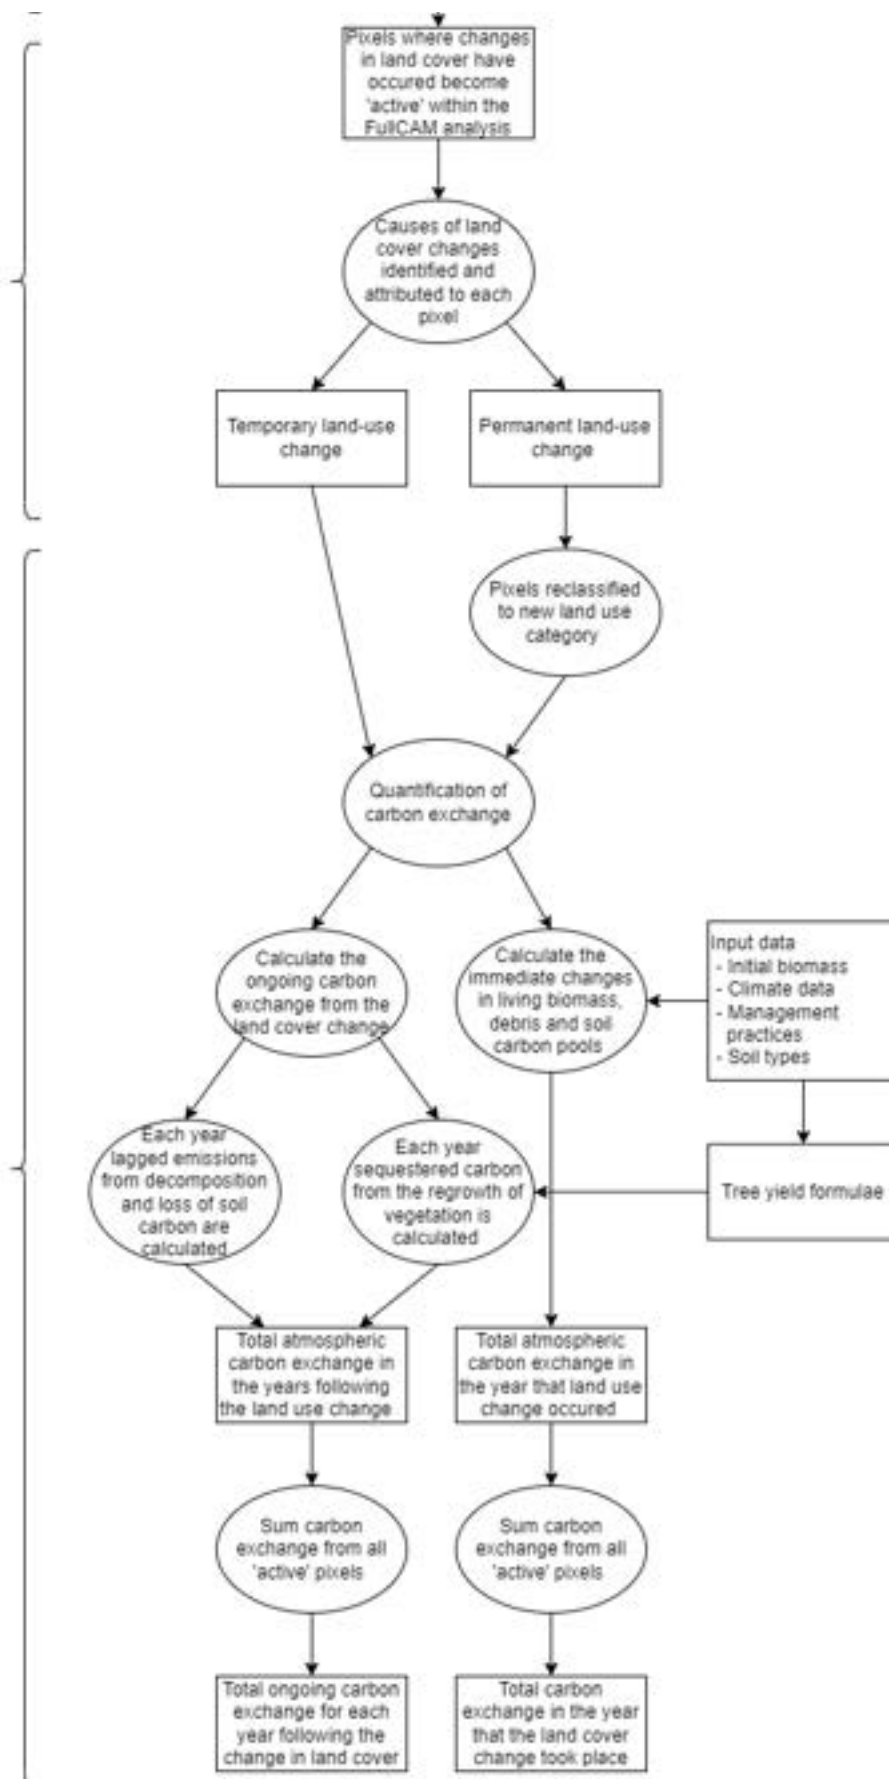 Pixels where changes
in land cover have
occured become
'active' within the
FullCAM analysis
Causes of land
cover changes
identified and
attributed to each
pixel
Temporary land-use
change
Permanent land-use
change
Pixels reclassified
to new land use
category
Quantification of
carbon exchange
Calculate the
ongoing carbon
exchange from the
land cover change
Calculate the
immediate changes
in living biomass,
debris and soil
carbon pools
Input data
- Initial biomass
- Climate data
- Management
practices
- Soil types
Each year
lagged emissions
from decomposition
and loss of soil
carbon are
calculated
Each year
sequestered carbon
from the regrowth of
vegetation is
calculated
Tree yield formulae
Total atmospheric
carbon exchange in
the years following
the land use change
Total atmospheric
carbon exchange in
the year that land use
change occured
Sum carbon
exchange from all
'active' pixels
Sum carbon
exchange from all
'active' pixels
Total ongoing carbon
exchange for each
year following the
change in land cover
Total carbon
exchange in the year
that the land cover
change took place